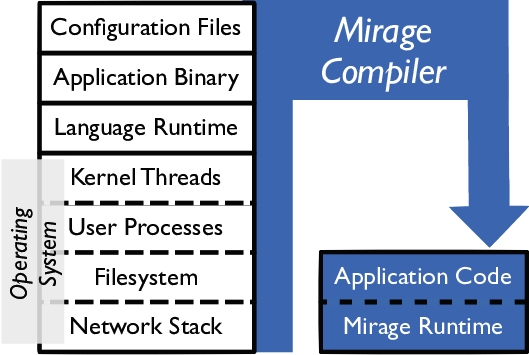 Configuration Files
Application Binary
Language Runtime
Kernel Threads
User Processes
Filesystem
Network Stack
Operating
System
Mirage
Compiler
Application Code
Mirage Runtime